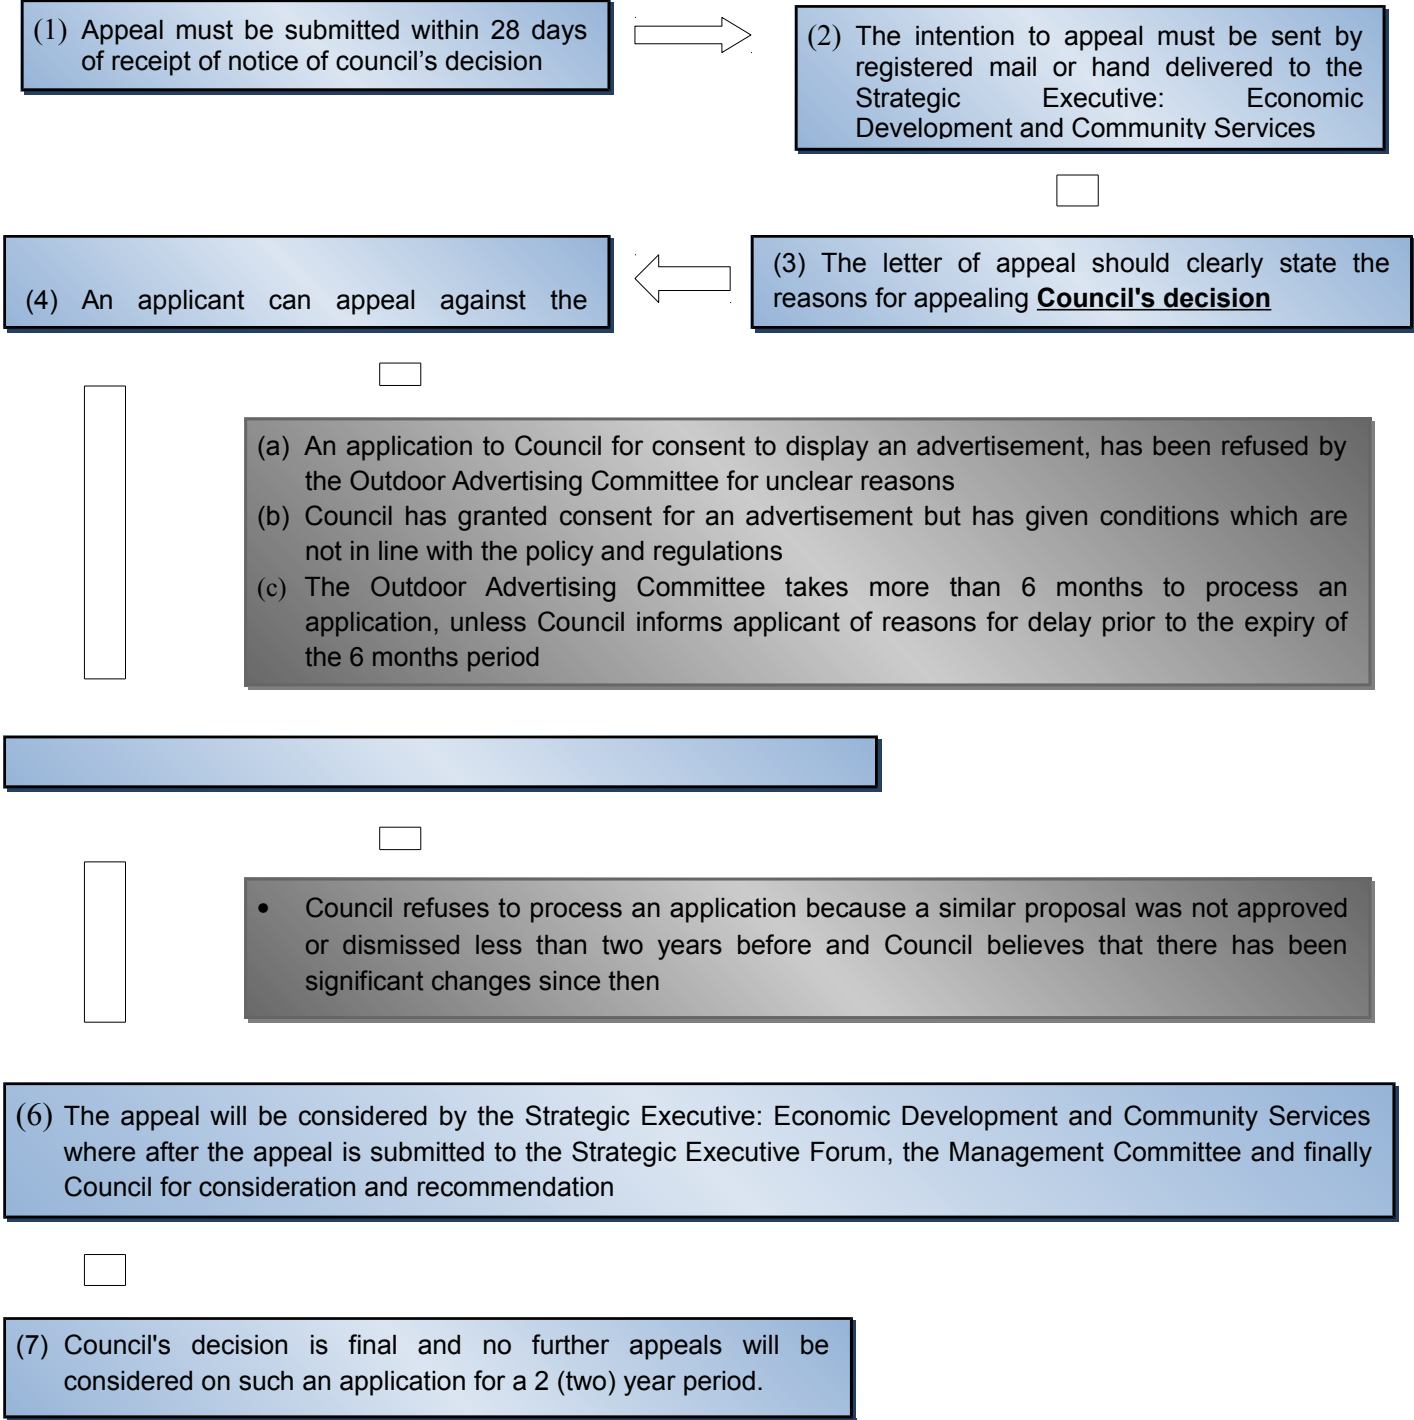 (1) Appeal must be submitted within 28 days
of receipt of notice of council’s decision
(2) The intention to appeal must be sent by
registered mail or hand delivered to the
Strategic Executive: Economic
Development and Community Services
(3) The letter of appeal should clearly state the
reasons for appealing Council's decision
(4) An applicant can appeal against the
(a) An application to Council for consent to display an advertisement, has been refused by
the Outdoor Advertising Committee for unclear reasons
(b) Council has granted consent for an advertisement but has given conditions which are
not in line with the policy and regulations
(c) The Outdoor Advertising Committee takes more than 6 months to process an
application, unless Council informs applicant of reasons for delay prior to the expiry of
the 6 months period
• Council refuses to process an application because a similar proposal was not approved
or dismissed less than two years before and Council believes that there has been
significant changes since then
(6) The appeal will be considered by the Strategic Executive: Economic Development and Community Services
where after the appeal is submitted to the Strategic Executive Forum, the Management Committee and finally
Council for consideration and recommendation
(7) Council's decision is final and no further appeals will be
considered on such an application for a 2 (two) year period.